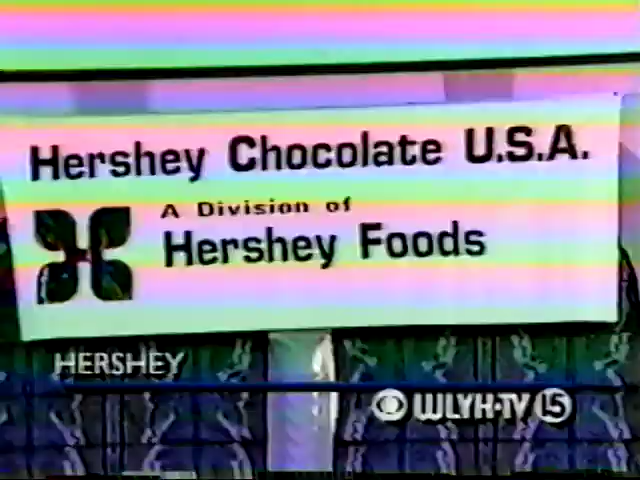 Hershey Chocolate U.S.A.
A Division of
Hershey Foods
HERSHEY
WLYH-TV 15